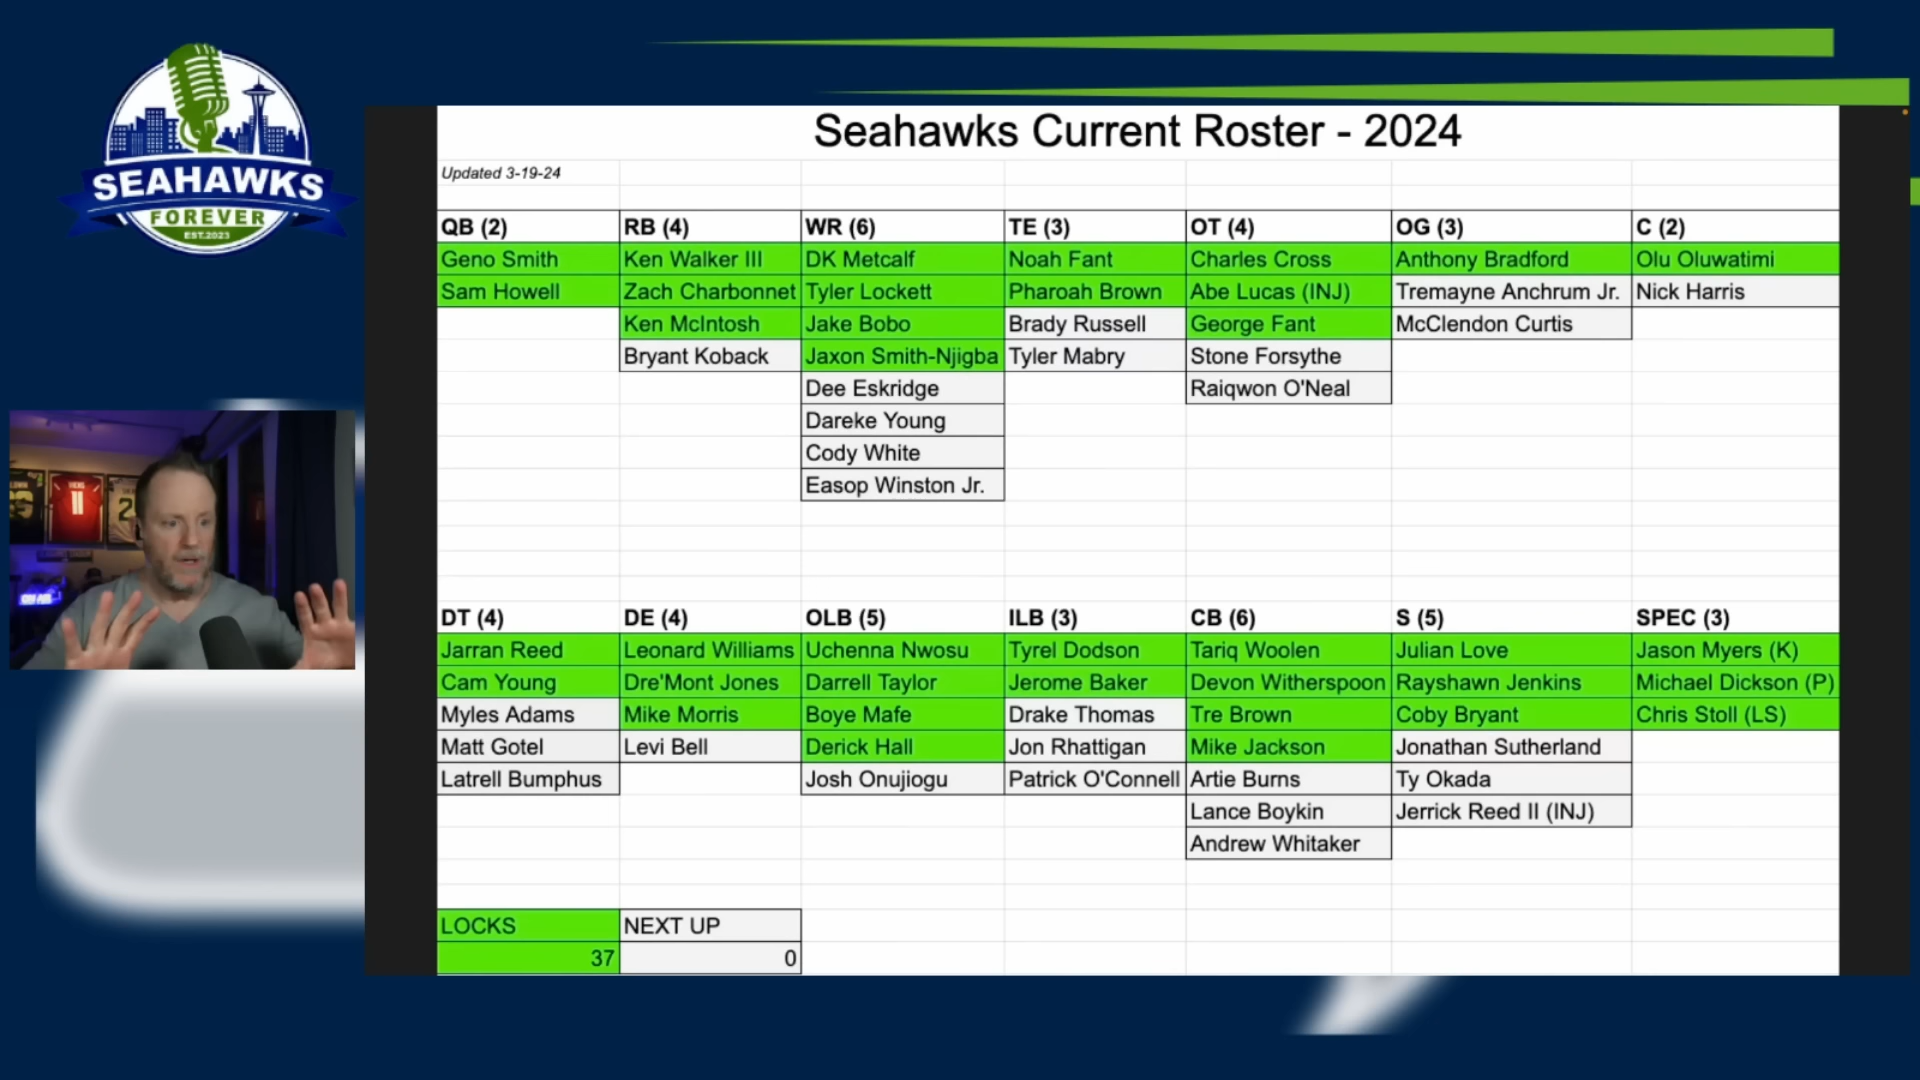 SEAHAWKS
FOREVER
EST.2023
Seahawks Current Roster - 2024
Updated 3-19-24
QB (2) RB (4) WR (6) TE (3) OT (4) OG (3) C (2)
Geno Smith Ken Walker III DK Metcalf Noah Fant Charles Cross Anthony Bradford Olu Oluwatimi
Sam Howell Zach Charbonnet Tyler Lockett Pharoah Brown Abe Lucas (INJ) Tremayne Anchrum Jr. Nick Harris
Ken McIntosh Jake Bobo Brady Russell George Fant McClendon Curtis
Bryant Koback Jaxon Smith-Njigba Tyler Mabry Stone Forsythe
Dee Eskridge Raiqwon O'Neal
Dareke Young
Cody White
Easop Winston Jr.
11
2
DT (4) DE (4) OLB (5) ILB (3) CB (6) S (5) SPEC (3)
Jarran Reed Leonard Williams Uchenna Nwosu Tyrel Dodson Tariq Woolen Julian Love Jason Myers (K)
Cam Young Dre'Mont Jones Darrell Taylor Jerome Baker Devon Witherspoon Rayshawn Jenkins Michael Dickson (P)
Myles Adams Mike Morris Boye Mafe Drake Thomas Tre Brown Coby Bryant Chris Stoll (LS)
Matt Gotel Levi Bell Derick Hall Jon Rhattigan Mike Jackson Jonathan Sutherland
Latrell Bumphus Josh Onujiogu Patrick O'Connell Artie Burns Ty Okada
Lance Boykin Jerrick Reed II (INJ)
Andrew Whitaker
LOCKS NEXT UP
37 0